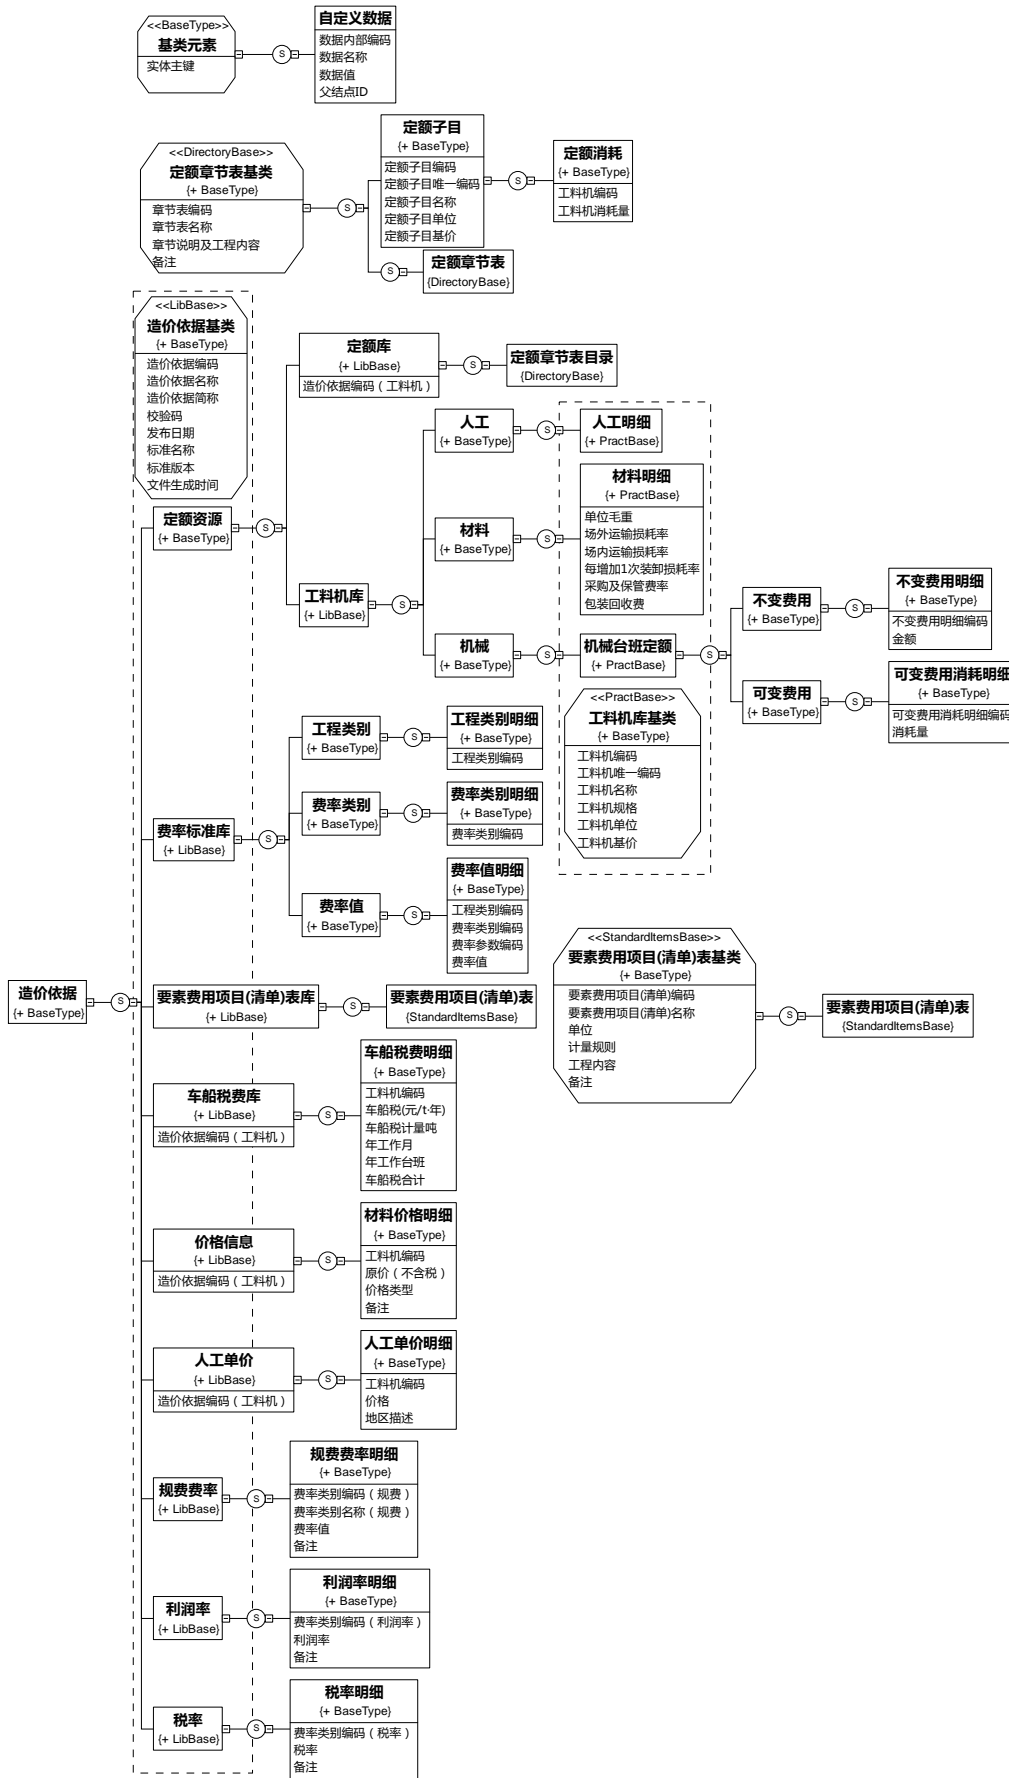 <<BaseType>>
基类元素
实体主键
S
自定义数据
数据内部编码
数据名称
数据值
父结点ID
<<DirectoryBase>>
定额章节表基类
{+ BaseType}
章节表编码
章节表名称
章节说明及工程内容
备注
S
定额子目
{+ BaseType}
定额子目编码
定额子目唯一编码
定额子目名称
定额子目单位
定额子目基价
S
定额消耗
{+ BaseType}
工料机编码
工料机消耗量
S
定额章节表
{DirectoryBase}
<<LibBase>>
造价依据基类
{+ BaseType}
造价依据编码
造价依据名称
造价依据简称
校验码
发布日期
标准名称
标准版本
文件生成时间
造价依据
{+ BaseType}
S
定额资源
{+ BaseType}
S
定额库
{+ LibBase}
造价依据编码（工料机）
S
定额章节表目录
{DirectoryBase}
工料机库
{+ LibBase}
S
人工
{+ BaseType}
S
人工明细
{+ PractBase}
材料
{+ BaseType}
S
材料明细
{+ PractBase}
单位毛重
场外运输损耗率
场内运输损耗率
每增加1次装卸损耗率
采购及保管费率
包装回收费
机械
{+ BaseType}
S
机械台班定额
{+ PractBase}
S
不变费用
{+ BaseType}
S
不变费用明细
{+ BaseType}
不变费用明细编码
金额
可变费用
{+ BaseType}
S
可变费用消耗明细
{+ BaseType}
可变费用消耗明细编码
消耗量
<<PractBase>>
工料机库基类
{+ BaseType}
工料机编码
工料机唯一编码
工料机名称
工料机规格
工料机单位
工料机基价
费率标准库
{+ LibBase}
S
工程类别
{+ BaseType}
S
工程类别明细
{+ BaseType}
工程类别编码
费率类别
{+ BaseType}
S
费率类别明细
{+ BaseType}
费率类别编码
费率值
{+ BaseType}
S
费率值明细
{+ BaseType}
工程类别编码
费率类别编码
费率参数编码
费率值
要素费用项目(清单)表库
{+ LibBase}
S
要素费用项目(清单)表
{StandardItemsBase}
<<StandardItemsBase>>
要素费用项目(清单)表基类
{+ BaseType}
要素费用项目(清单)编码
要素费用项目(清单)名称
单位
计量规则
工程内容
备注
S
要素费用项目(清单)表
{StandardItemsBase}
车船税费库
{+ LibBase}
造价依据编码（工料机）
S
车船税费明细
{+ BaseType}
工料机编码
车船税(元/t·年)
车船税计量吨
年工作月
年工作台班
车船税合计
价格信息
{+ LibBase}
造价依据编码（工料机）
S
材料价格明细
{+ BaseType}
工料机编码
原价（不含税）
价格类型
备注
人工单价
{+ LibBase}
造价依据编码（工料机）
S
人工单价明细
{+ BaseType}
工料机编码
价格
地区描述
规费费率
{+ LibBase}
S
规费费率明细
{+ BaseType}
费率类别编码（规费）
费率类别名称（规费）
费率值
备注
利润率
{+ LibBase}
S
利润率明细
{+ BaseType}
费率类别编码（利润率）
利润率
备注
税率
{+ LibBase}
S
税率明细
{+ BaseType}
费率类别编码（税率）
税率
备注